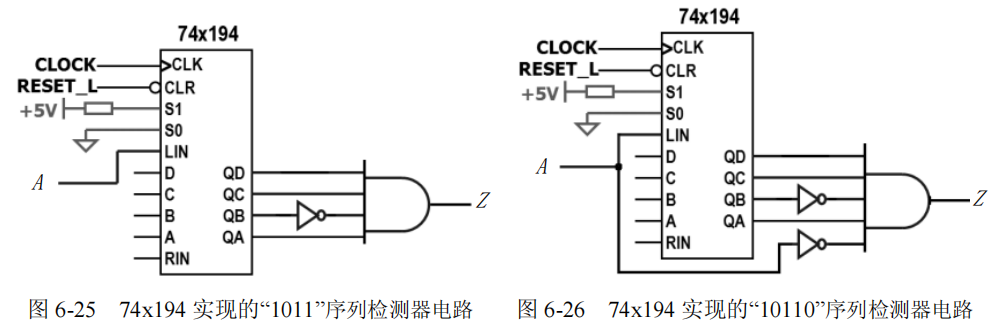 74x194
CLOCK
CLK
RESET_L
CLR
+5V
S1
S0
LIN
A
D
QD
C
QC
B
QB
A
QA
RIN
Z
图 6-25 74x194 实现的“1011”序列检测器电路
74x194
CLOCK
CLK
RESET_L
CLR
+5V
S1
S0
LIN
A
D
QD
C
QC
B
QB
A
QA
RIN
Z
图 6-26 74x194 实现的“10110”序列检测器电路